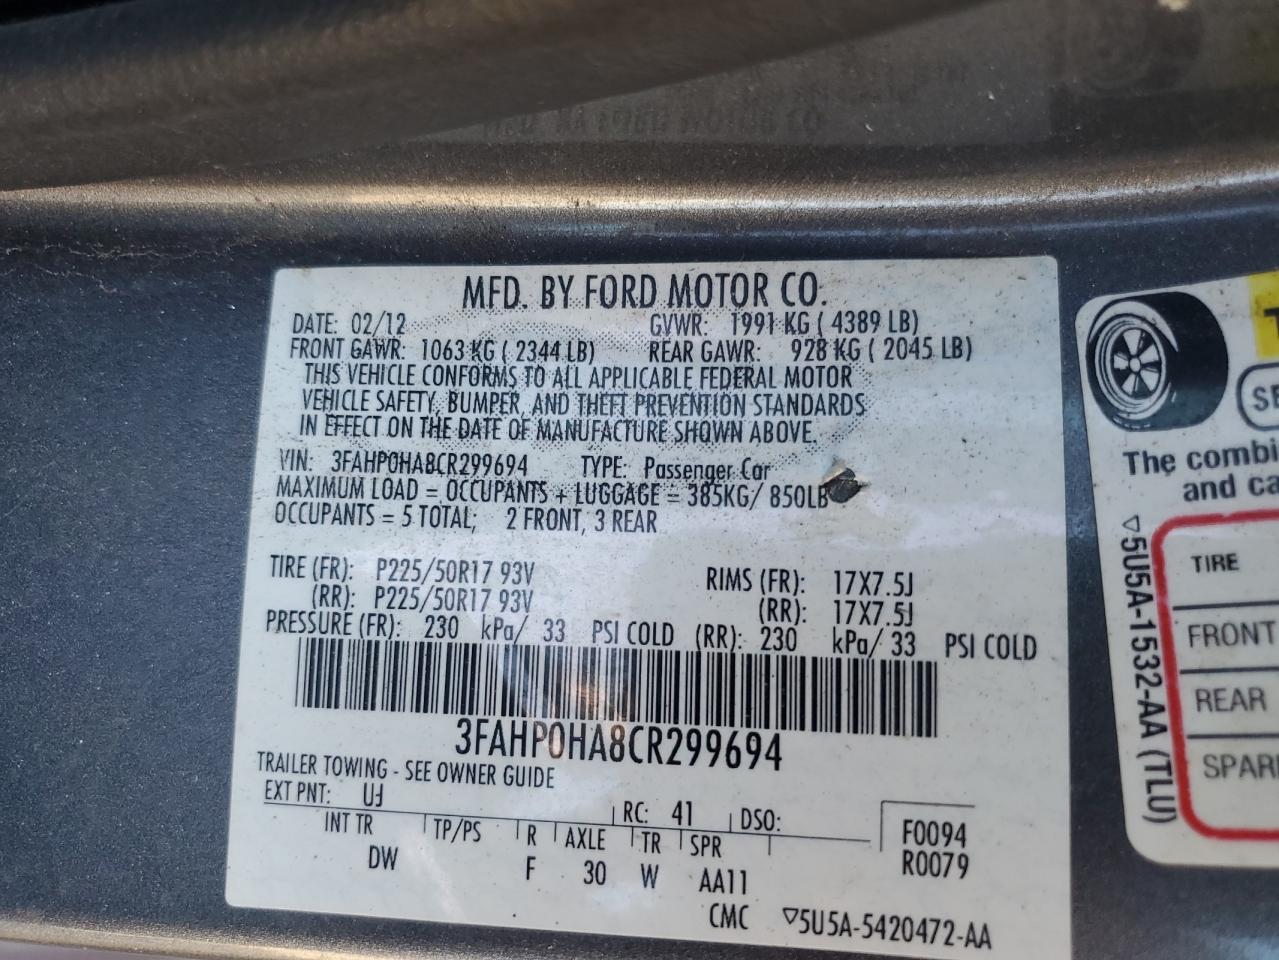 MFD. BY FORD MOTOR CO.
DATE: 02/12 GVWR: 1991 KG ( 4389 LB)
FRONT GAWR: 1063 KG ( 2344 LB) REAR GAWR: 928 KG ( 2045 LB)
THIS VEHICLE CONFORMS TO ALL APPLICABLE FEDERAL MOTOR
VEHICLE SAFETY, BUMPER, AND THEFT PREVENTION STANDARDS
IN EFFECT ON THE DATE OF MANUFACTURE SHOWN ABOVE.
VIN: 3FAHP0HA8CR299694 TYPE: Passenger Car
MAXIMUM LOAD = OCCUPANTS + LUGGAGE = 385KG/ 850LB
OCCUPANTS = 5 TOTAL; 2 FRONT, 3 REAR
TIRE (FR): P225/50R17 93V RIMS (FR): 17X7.5J
(RR): P225/50R17 93V (RR): 17X7.5J
PRESSURE (FR): 230 kPa/ 33 PSI COLD (RR): 230 kPa/ 33 PSI COLD
3FAHP0HA8CR299694
TRAILER TOWING - SEE OWNER GUIDE
EXT PNT: UJ RC: 41 DSO:
INT TR TP/PS R AXLE TR SPR F0094
DW F 30 W AA11 R0079
CMC 5U5A-5420472-AA
SE
The combi
and ca
TIRE
FRONT
REAR
SPAR
5U5A-1532-AA (TLU)